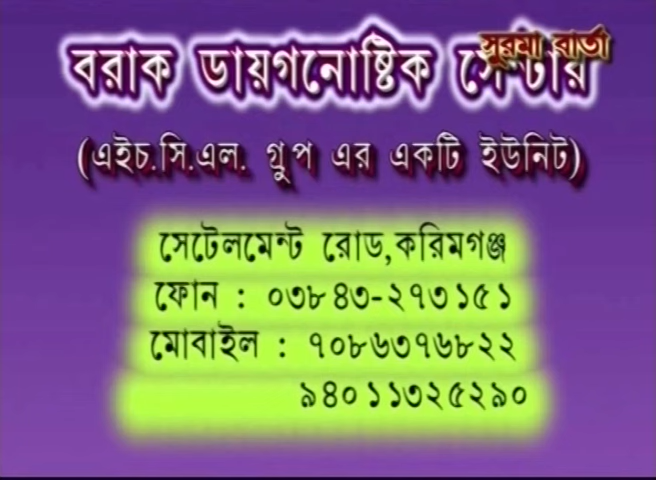 সুরমা বার্তা
বরাক ডায়গনোষ্টিক সেন্টার
(এইচ.সি.এল. গ্রুপ এর একটি ইউনিট)
সেটেলমেন্ট রোড,করিমগঞ্জ
ফোন : ০৩৮৪৩-২৭৩১৫১
মোবাইল : ৭০৮৬৩৭৬৮২২
৯৪০১১৩২৫২৯০